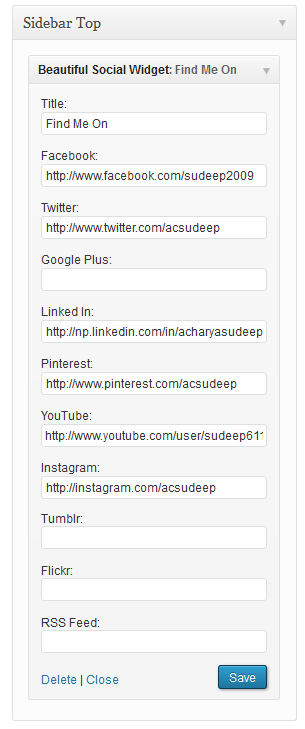 Sidebar Top
Beautiful Social Widget: Find Me On
Title:
Find Me On
Facebook:
http://www.facebook.com/sudeep2009
Twitter:
http://www.twitter.com/acsudeep
Google Plus:
Linked In:
http://np.linkedin.com/in/acharyasudeep
Pinterest:
http://www.pinterest.com/acsudeep
YouTube:
http://www.youtube.com/user/sudeep611
Instagram:
http://instagram.com/acsudeep
Tumblr:
Flickr:
RSS Feed:
Delete | Close
Save